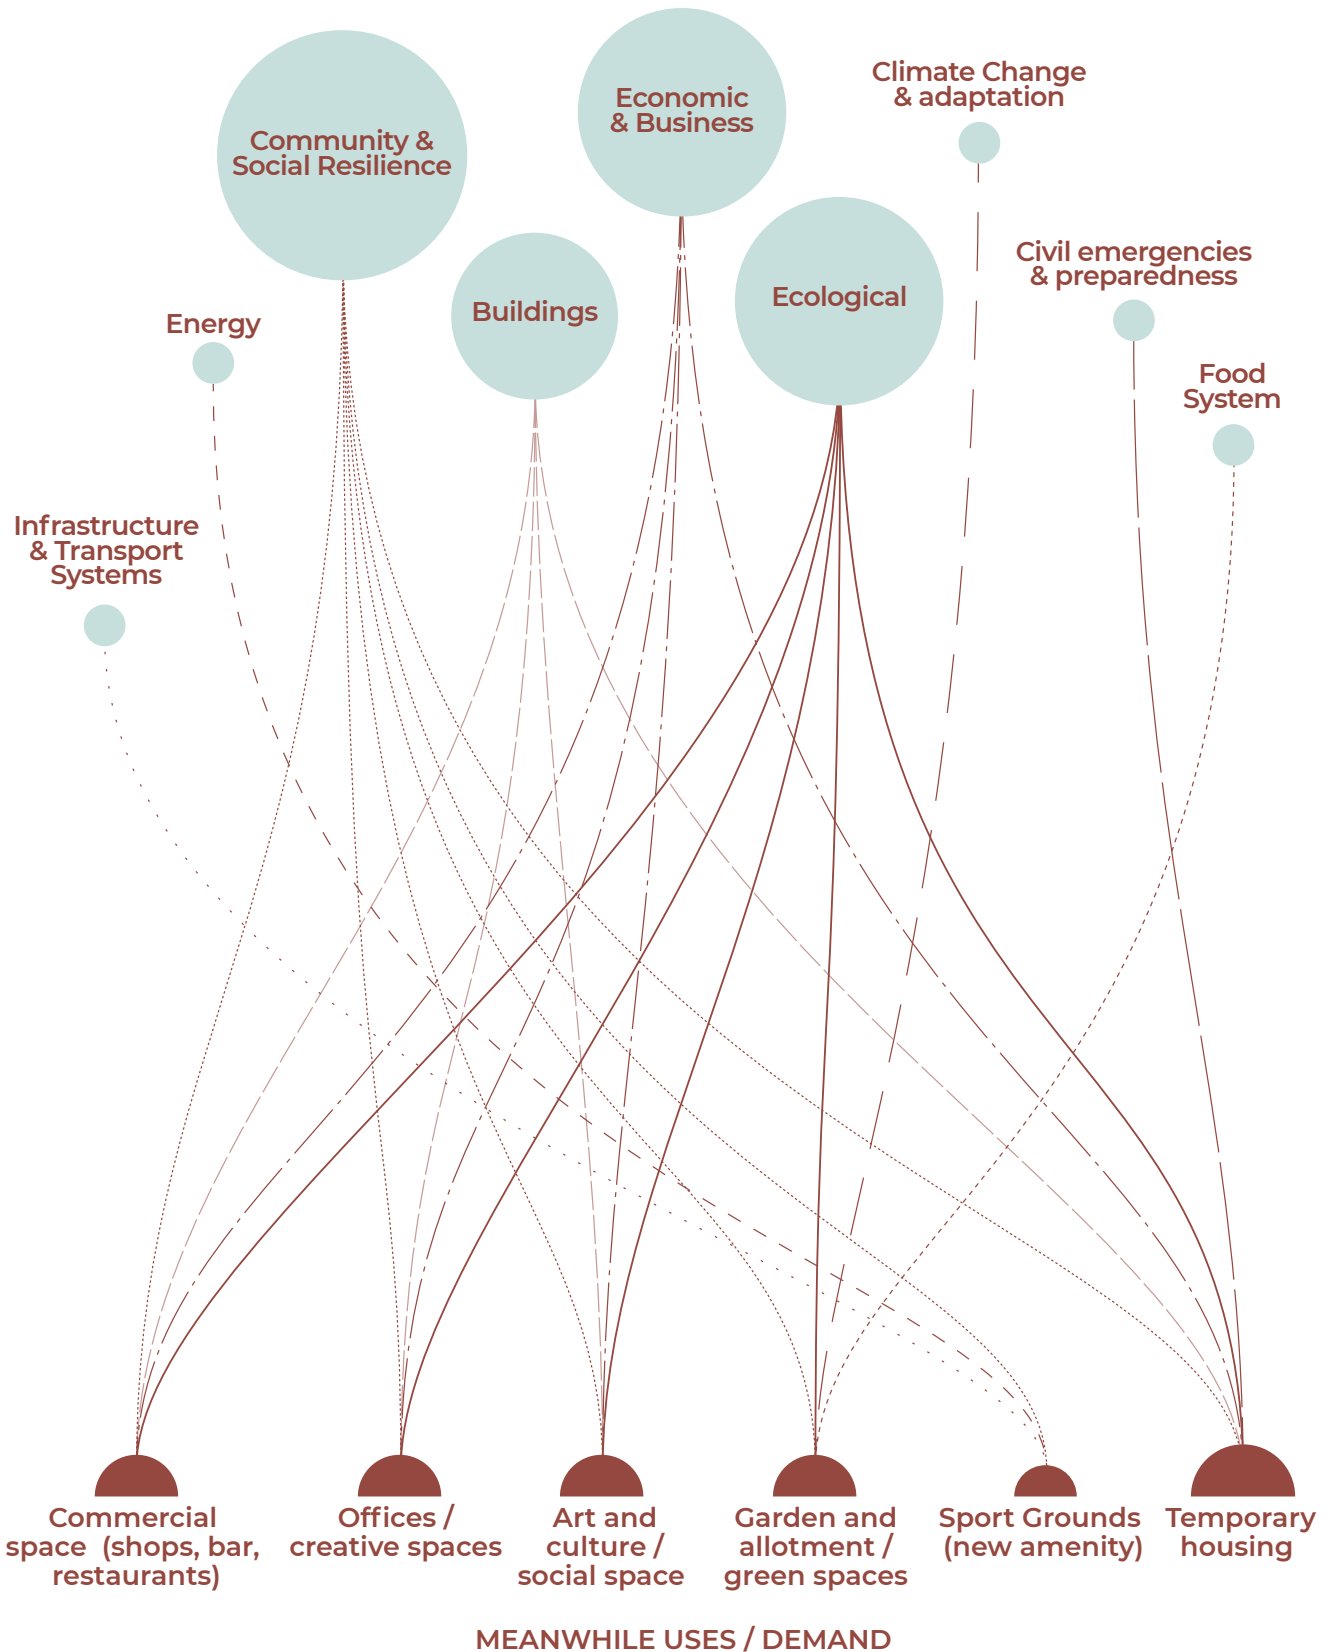 Economic
& Business
Climate Change
& adaptation
Community &
Social Resilience
Civil emergencies
& preparedness
Ecological
Buildings
Energy
Food
System
Infrastructure
& Transport
Systems
Commercial
space (shops, bar,
restaurants)
Offices /
creative spaces
Art and
culture /
social space
Garden and
allotment /
green spaces
Sport Grounds
(new amenity)
Temporary
housing
MEANWHILE USES / DEMAND